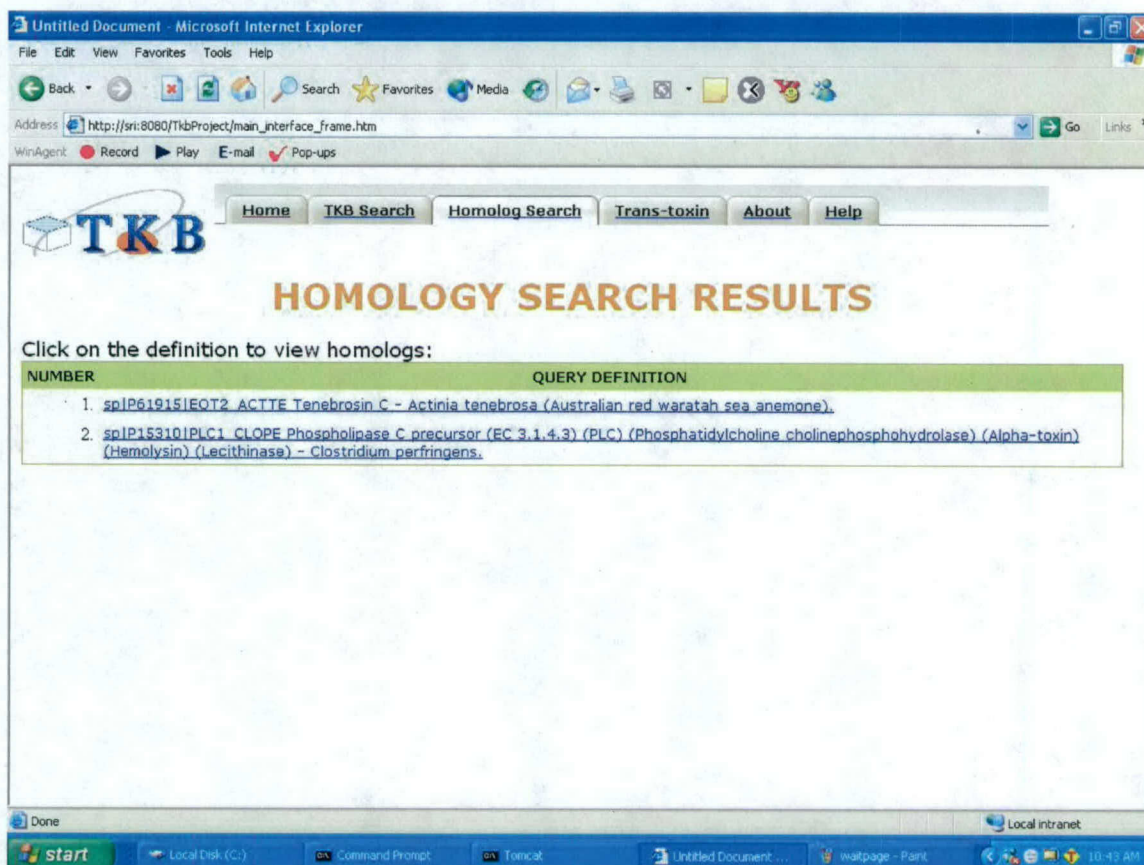 Untitled Document - Microsoft Internet Explorer
File Edit View Favorites Tools Help
Back Search Favorites Media
Address http://sri:8080/TkbProject/main_interface_frame.htm Go Links
WinAgent Record Play E-mail Pop-ups
TKB Home TKB Search Homolog Search Trans-toxin About Help
HOMOLOGY SEARCH RESULTS
Click on the definition to view homologs:
NUMBER QUERY DEFINITION
1. sp|P61915|EOT2_ACTTE Tenebrosin C - Actinia tenebrosa (Australian red waratah sea anemone).
2. sp|P15310|PLC1_CLOPE Phospholipase C precursor (EC 3.1.4.3) (PLC) (Phosphatidylcholine cholinephosphohydrolase) (Alpha-toxin)
(Hemolysin) (Lecithinase) - Clostridium perfringens.
Done Local intranet
start Local Disk (C:) Command Prompt Tomcat Untitled Document ... waitpage - Paint 10:43 AM